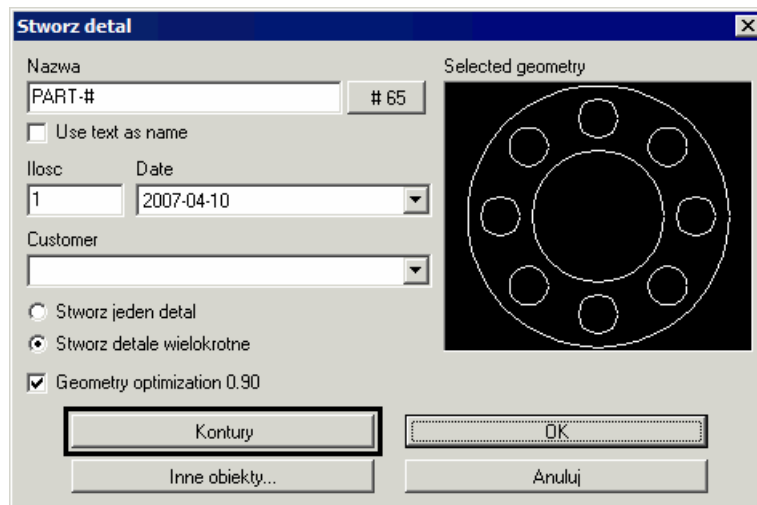 Stworz detal
Nazwa
Selected geometry
PART-#
# 65
Use text as name
Ilosc
Date
1
2007-04-10
Customer
Stworz jeden detal
Stworz detale wielokrotne
Geometry optimization 0.90
Kontury
OK
Inne obiekty...
Anuluj